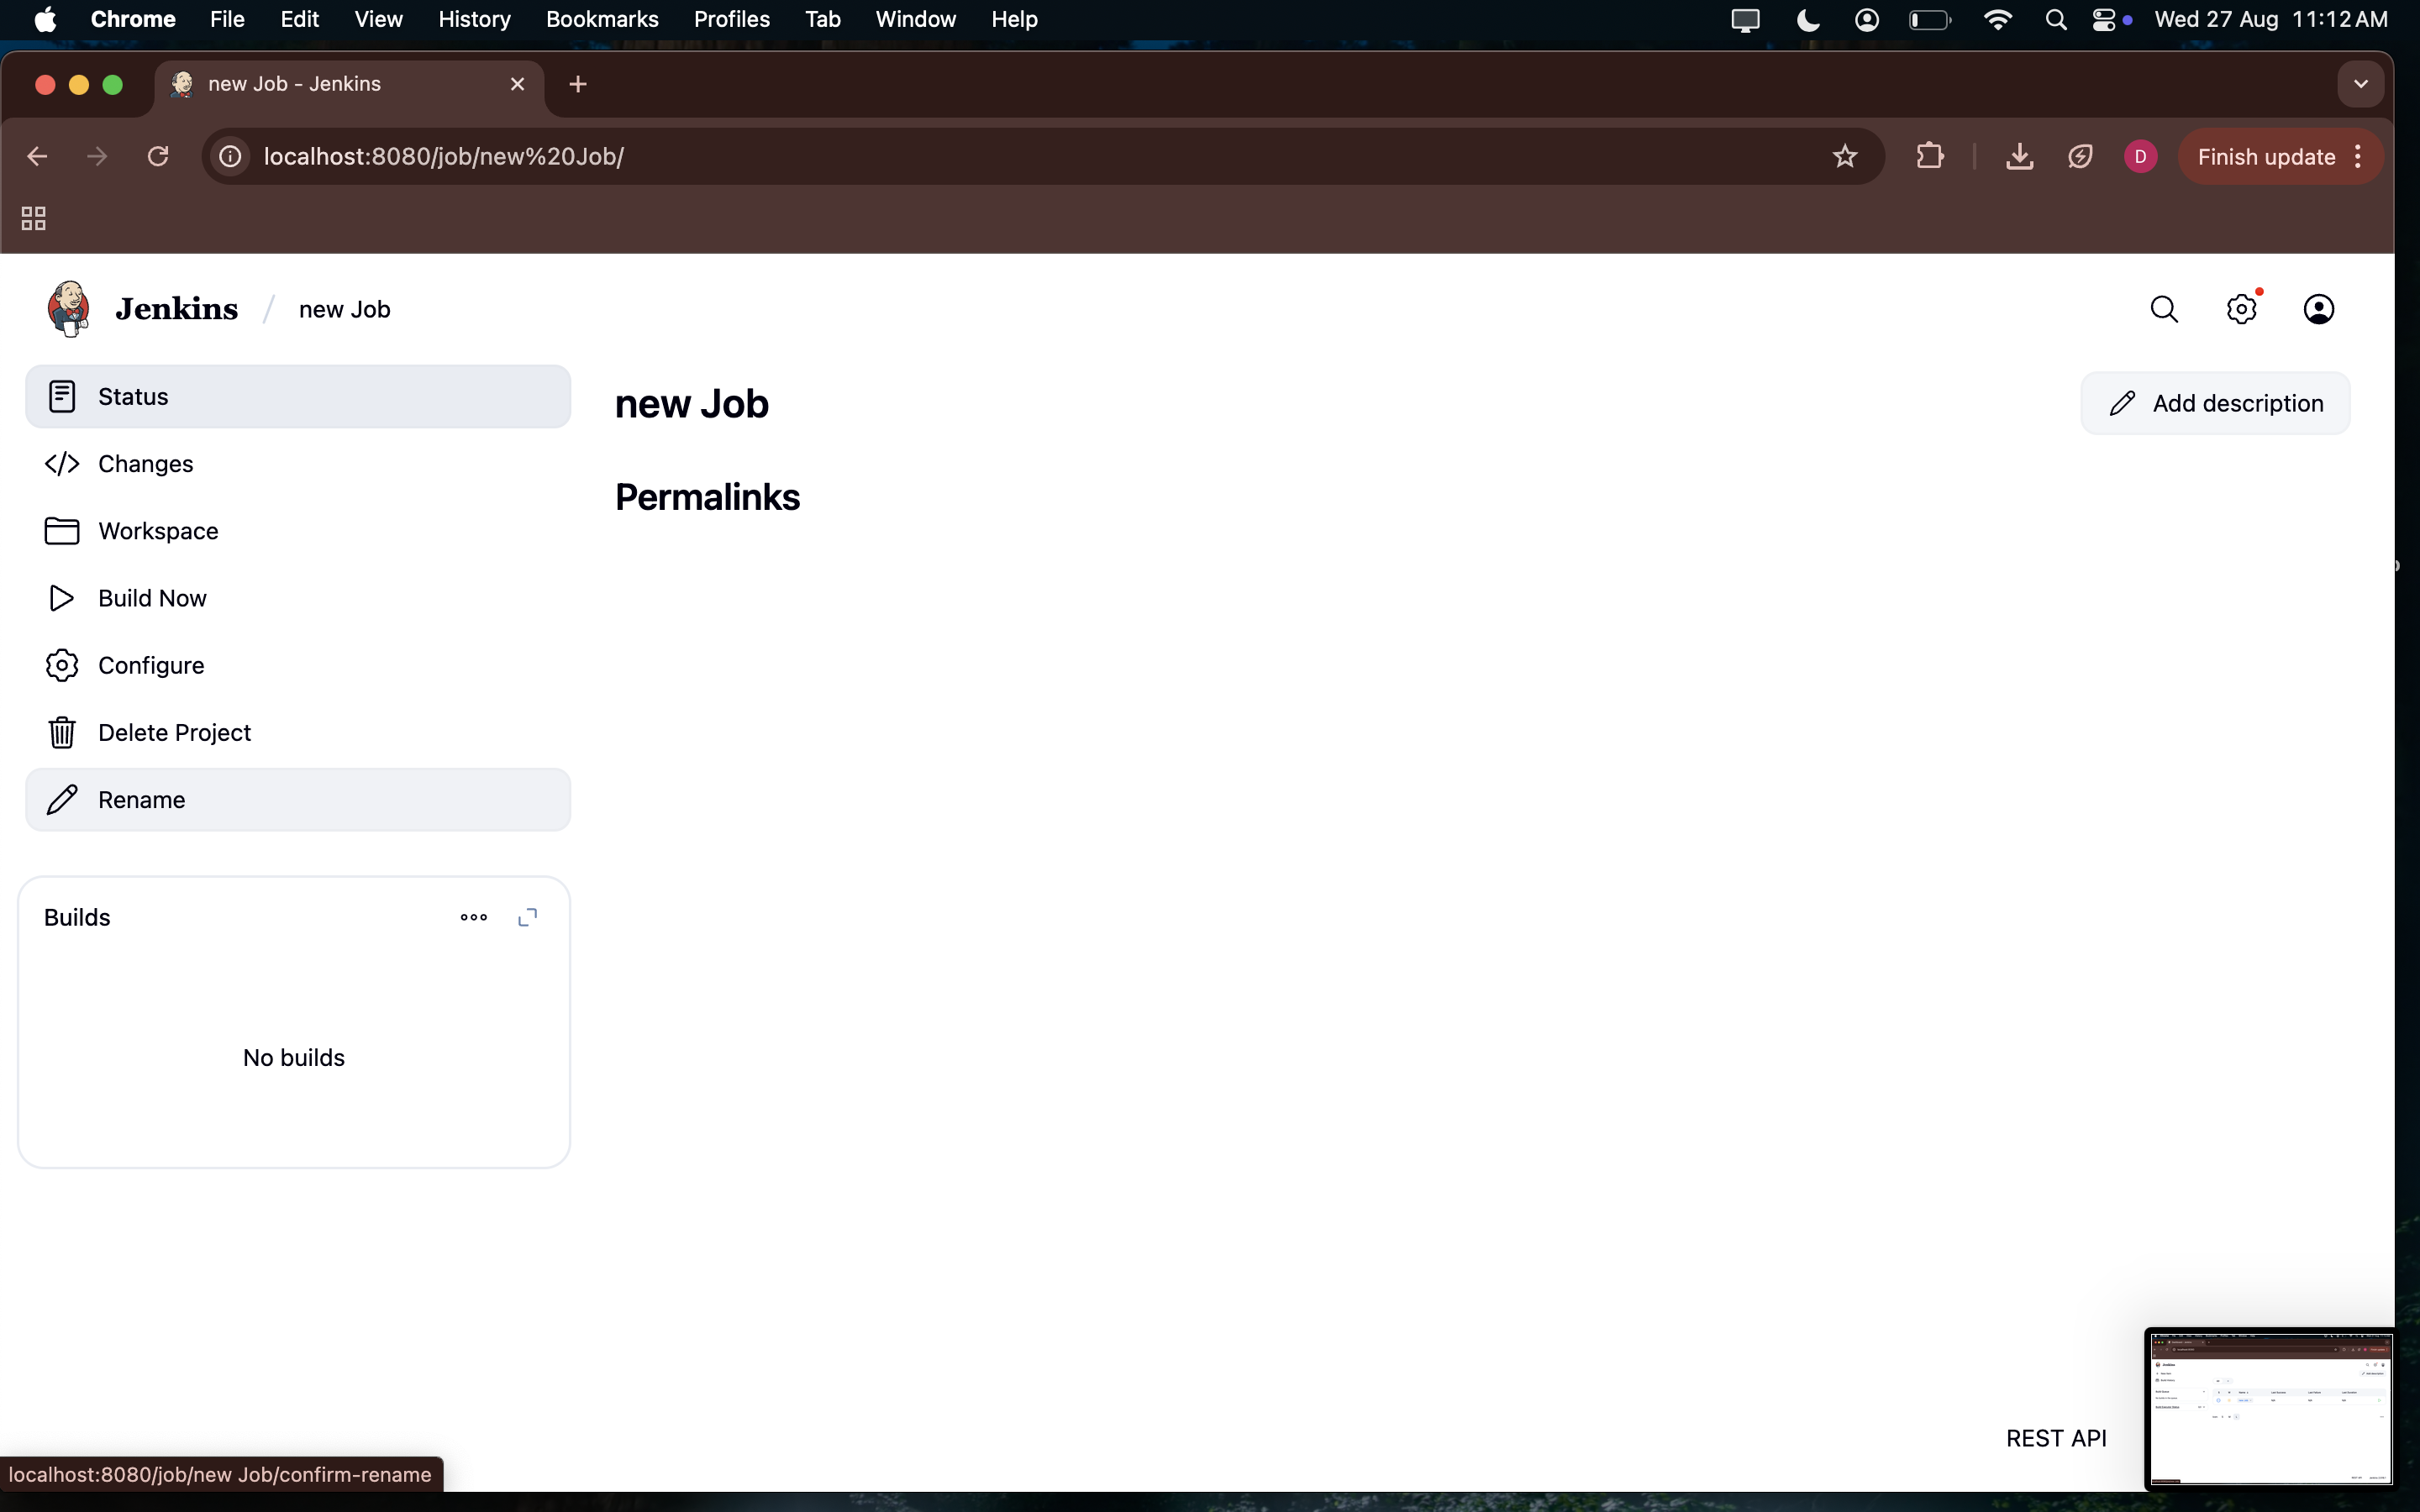 Chrome File Edit View History Bookmarks Profiles Tab Window Help Wed 27 Aug 11:12 AM
new Job - Jenkins
localhost:8080/job/new%20Job/ D Finish update
Jenkins / new Job
Status
Changes
Workspace
Build Now
Configure
Delete Project
Rename
new Job
Add description
Permalinks
Builds
No builds
REST API
localhost:8080/job/new Job/confirm-rename